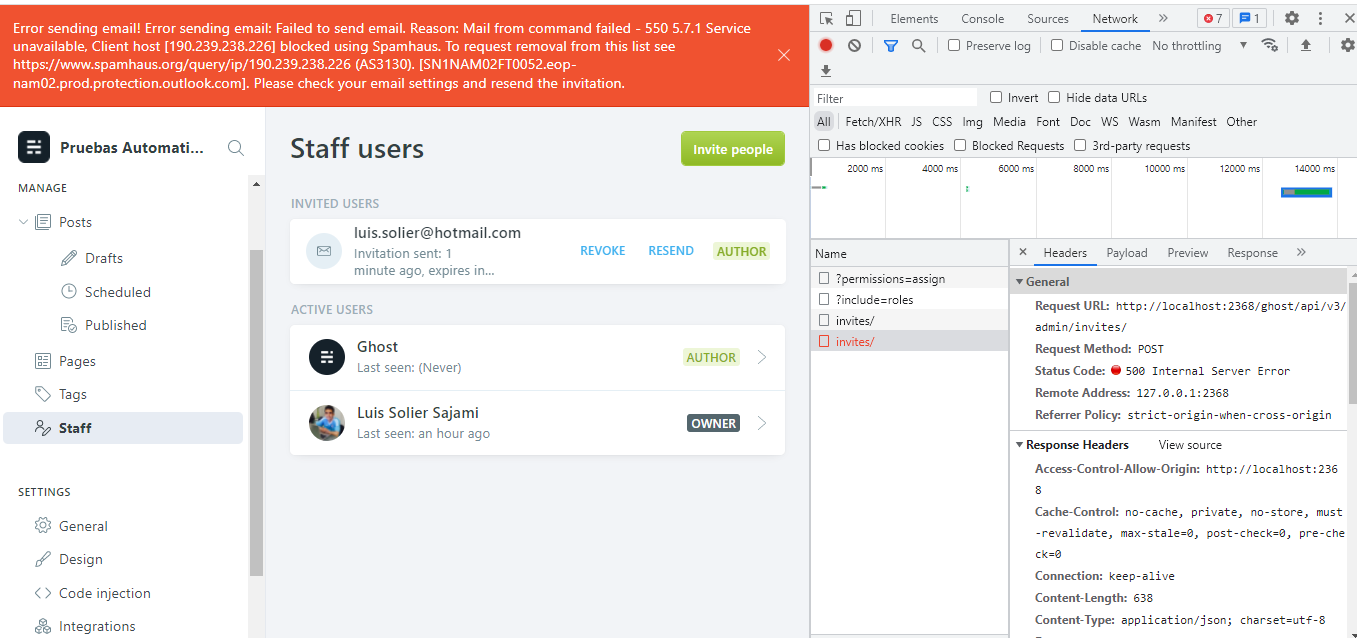 Error sending email! Error sending email: Failed to send email. Reason: Mail from command failed - 550 5.7.1 Service
unavailable, Client host [190.239.238.226] blocked using Spamhaus. To request removal from this list see
https://www.spamhaus.org/query/ip/190.239.238.226 (AS3130). [SN1NAM02FT0052.eop-
nam02.prod.protection.outlook.com]. Please check your email settings and resend the invitation.
Pruebas Automati...
MANAGE
Posts
Drafts
Scheduled
Published
Pages
Tags
Staff
SETTINGS
General
Design
Code injection
Integrations
Staff users
Invite people
INVITED USERS
luis.solier@hotmail.com
Invitation sent: 1
minute ago, expires in...
REVOKE RESEND AUTHOR
ACTIVE USERS
Ghost
Last seen: (Never)
AUTHOR
Luis Solier Sajami
Last seen: an hour ago
OWNER
Elements Console Sources Network » 7 1
Preserve log Disable cache No throttling
Filter
Invert Hide data URLs
All Fetch/XHR JS CSS Img Media Font Doc WS Wasm Manifest Other
Has blocked cookies Blocked Requests 3rd-party requests
2000 ms 4000 ms 6000 ms 8000 ms 10000 ms 12000 ms 14000 ms
Name
?permissions=assign
?include=roles
invites/
invites/
Headers Payload Preview Response »
General
Request URL: http://localhost:2368/ghost/api/v3/
admin/invites/
Request Method: POST
Status Code: 500 Internal Server Error
Remote Address: 127.0.0.1:2368
Referrer Policy: strict-origin-when-cross-origin
Response Headers View source
Access-Control-Allow-Origin: http://localhost:236
8
Cache-Control: no-cache, private, no-store, must
-revalidate, max-stale=0, post-check=0, pre-che
ck=0
Connection: keep-alive
Content-Length: 638
Content-Type: application/json; charset=utf-8